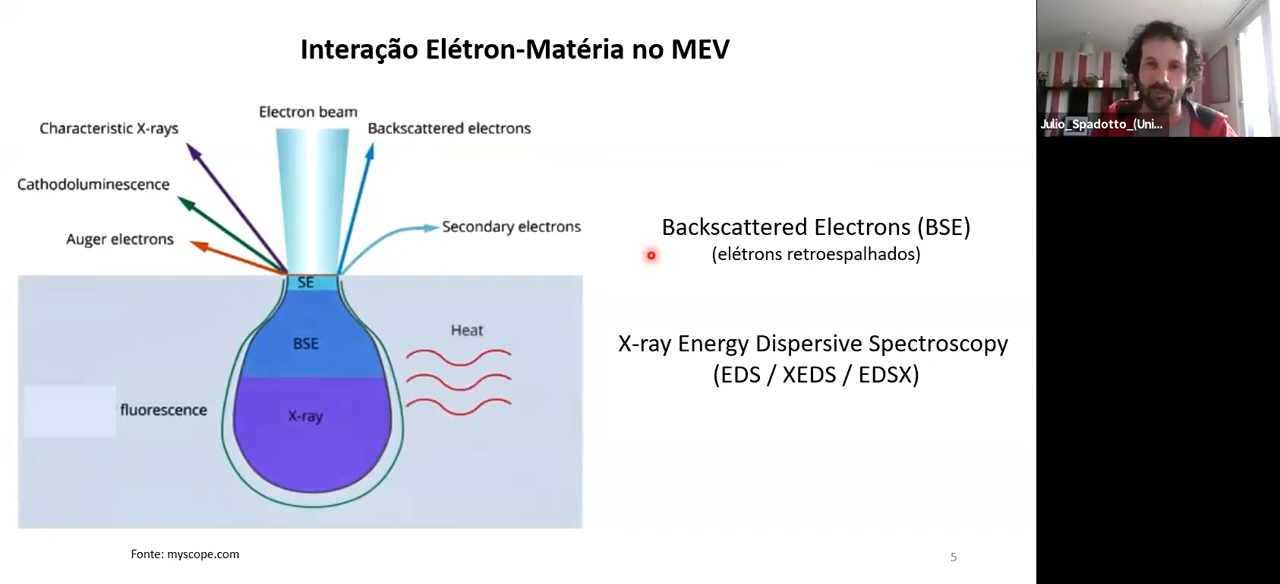 Interação Elétron-Matéria no MEV
Electron beam
Characteristic X-rays
Backscattered electrons
Cathodoluminescence
Auger electrons
Secondary electrons
SE
BSE
Heat
fluorescence
X-ray
Backscattered Electrons (BSE)
(elétrons retroespalhados)
X-ray Energy Dispersive Spectroscopy
(EDS / XEDS / EDSX)
Fonte: myscope.com
5
Julio_Spadotto_(Uni...